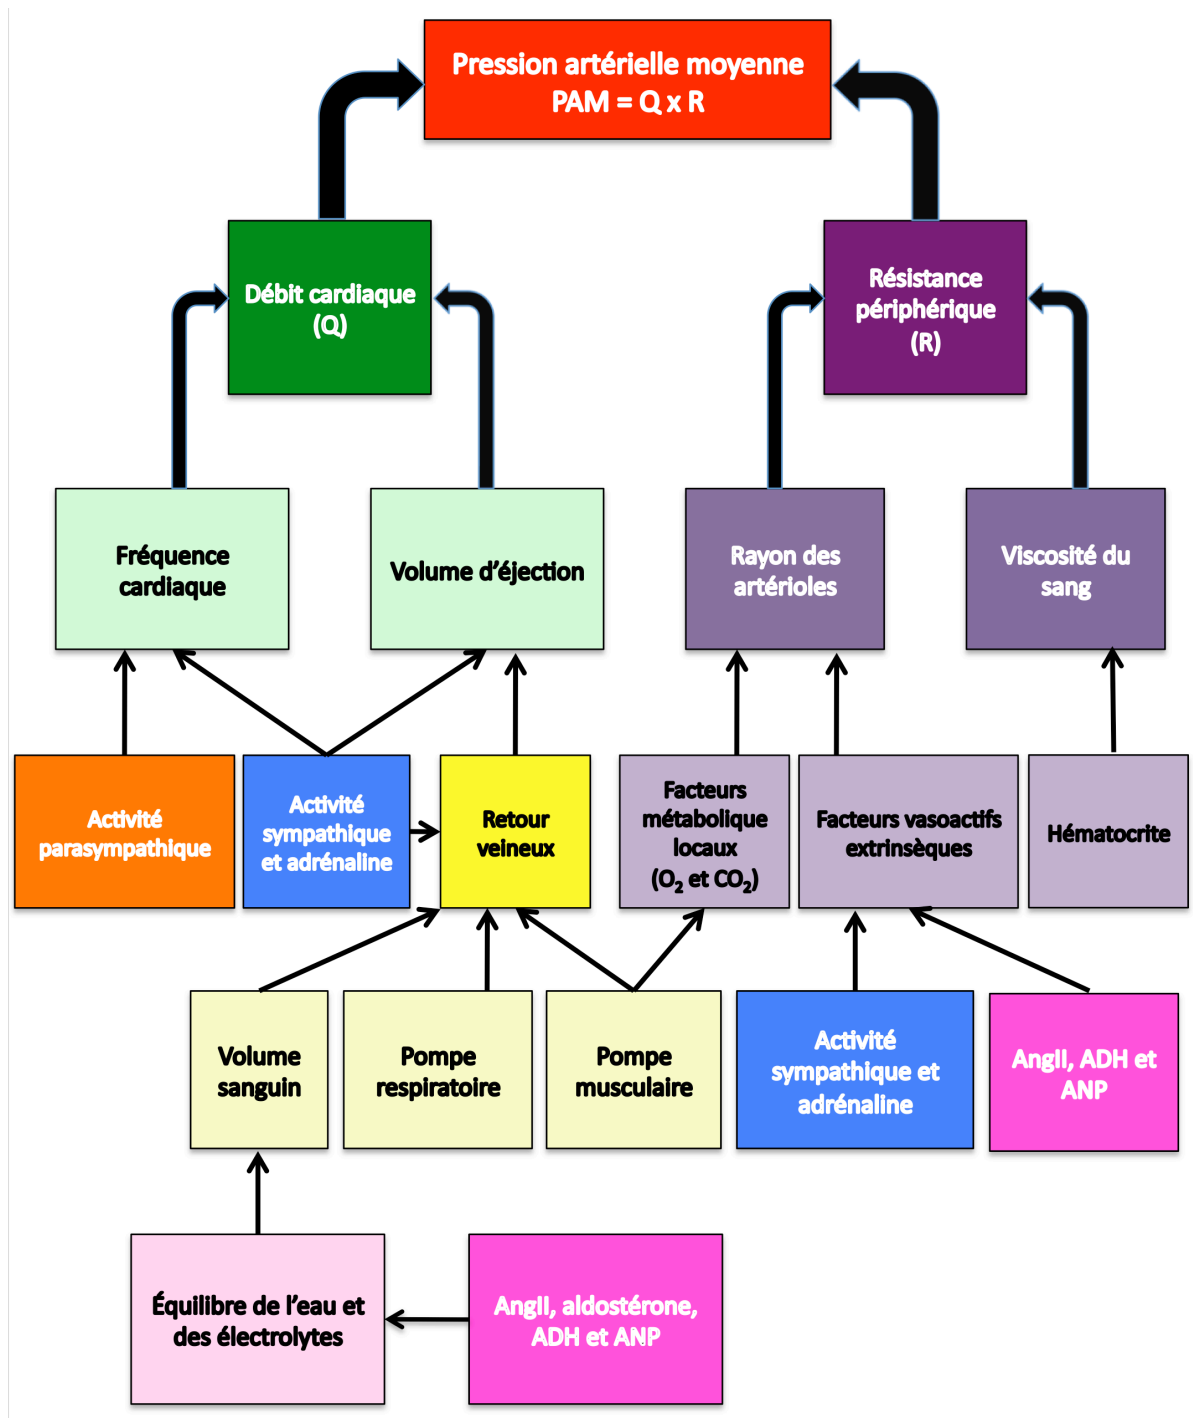 Pression artérielle moyenne
PAM = Q x R
Débit cardiaque
(Q)
Résistance
périphérique
(R)
Fréquence
cardiaque
Volume d'éjection
Rayon des
artérioles
Viscosité du
sang
Activité
parasympathique
Activité
sympathique
et adrénaline
Retour
veineux
Facteurs
métabolique
locaux
(O₂ et CO₂)
Facteurs vasoactifs
extrinsèques
Hématocrite
Volume
sanguin
Pompe
respiratoire
Pompe
musculaire
Activité
sympathique et
adrénaline
AngII, ADH et
ANP
Équilibre de l'eau et
des électrolytes
AngII, aldostérone,
ADH et ANP